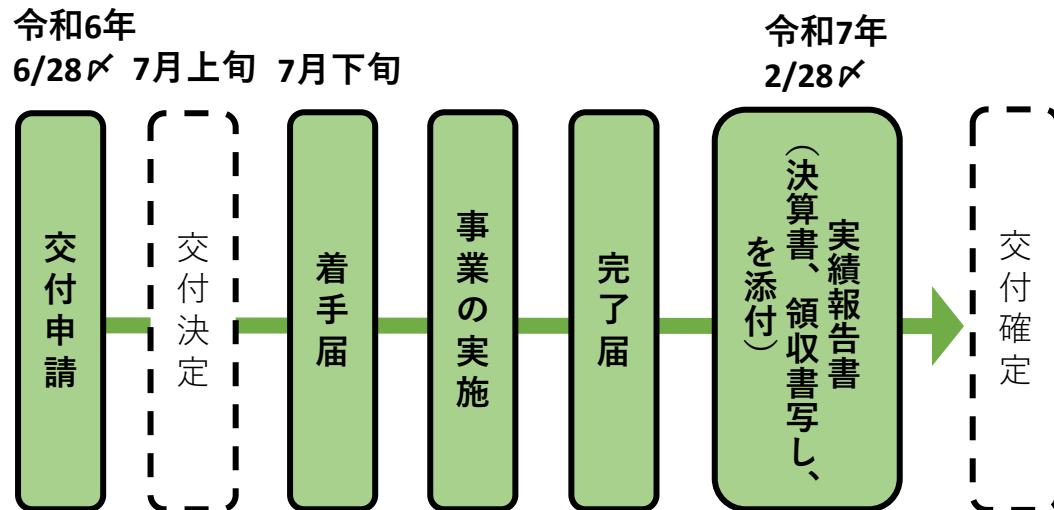 令和6年
6/28〆
7月上旬
7月下旬
令和7年
2/28〆
交付申請
交付決定
着手届
事業の実施
完了届
実績報告書
（決算書、領収書写し、
を添付）
交付確定